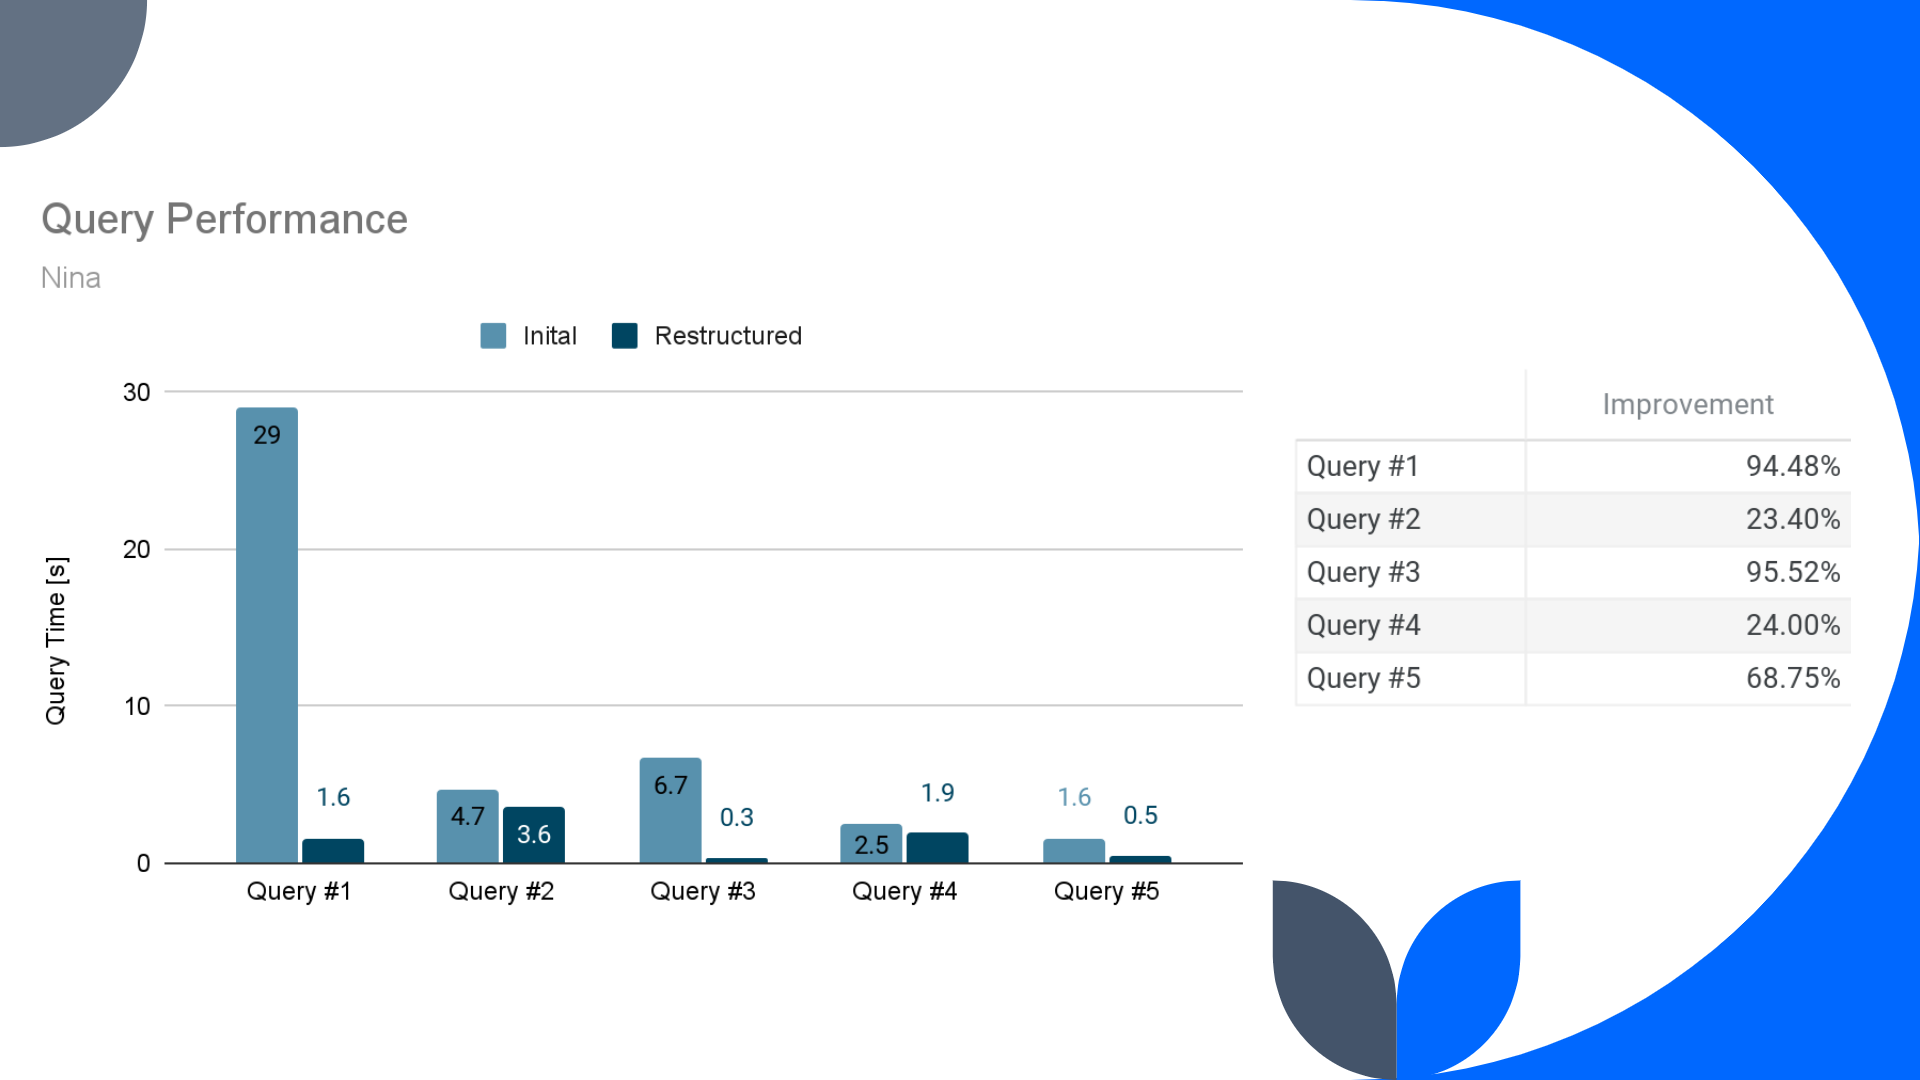 Query Performance
Nina
Inital Restructured
Query Time [s]
30
20
10
0
29
1.6
4.7
3.6
6.7
0.3
2.5
1.9
1.6
0.5
Query #1 Query #2 Query #3 Query #4 Query #5
Improvement
Query #1 94.48%
Query #2 23.40%
Query #3 95.52%
Query #4 24.00%
Query #5 68.75%